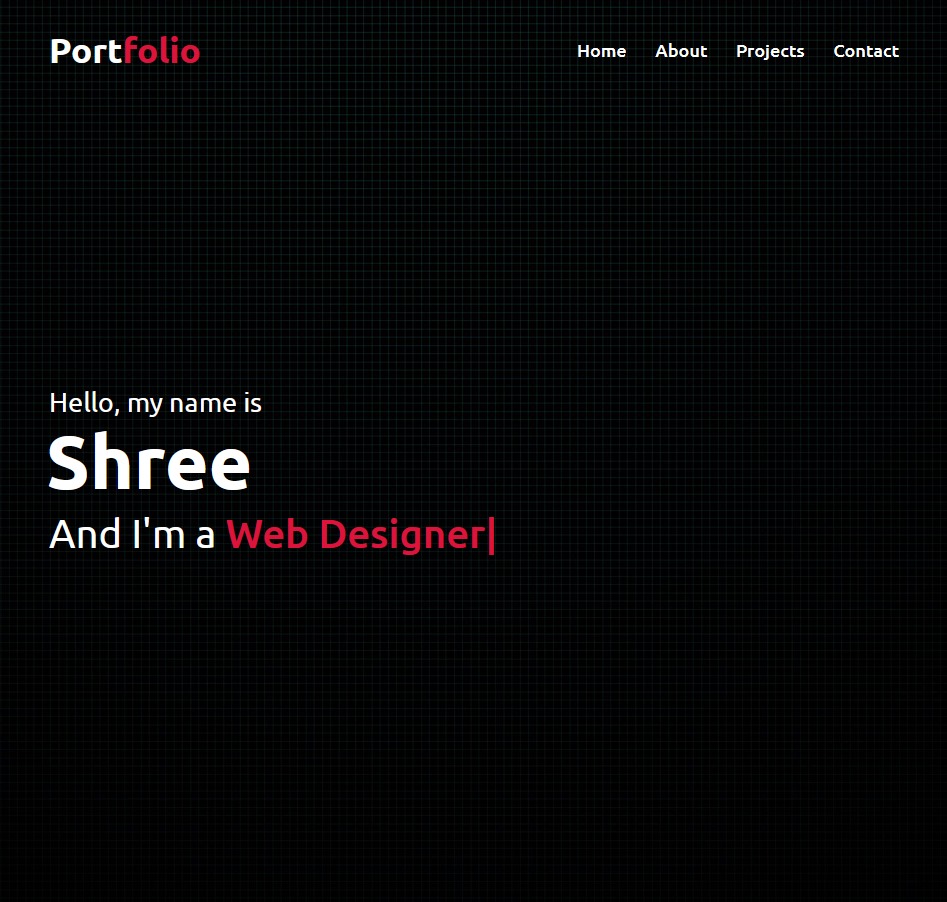 Portfolio
Home About Projects Contact
Hello, my name is
Shree
And I'm a Web Designer|